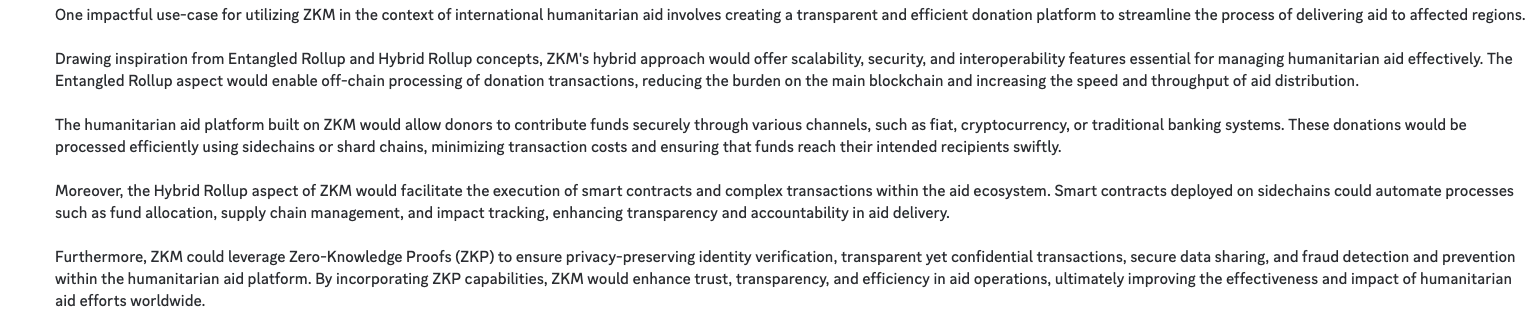 One impactful use-case for utilizing ZKM in the context of international humanitarian aid involves creating a transparent and efficient donation platform to streamline the process of delivering aid to affected regions.
Drawing inspiration from Entangled Rollup and Hybrid Rollup concepts, ZKM's hybrid approach would offer scalability, security, and interoperability features essential for managing humanitarian aid effectively. The
Entangled Rollup aspect would enable off-chain processing of donation transactions, reducing the burden on the main blockchain and increasing the speed and throughput of aid distribution.
The humanitarian aid platform built on ZKM would allow donors to contribute funds securely through various channels, such as fiat, cryptocurrency, or traditional banking systems. These donations would be
processed efficiently using sidechains or shard chains, minimizing transaction costs and ensuring that funds reach their intended recipients swiftly.
Moreover, the Hybrid Rollup aspect of ZKM would facilitate the execution of smart contracts and complex transactions within the aid ecosystem. Smart contracts deployed on sidechains could automate processes
such as fund allocation, supply chain management, and impact tracking, enhancing transparency and accountability in aid delivery.
Furthermore, ZKM could leverage Zero-Knowledge Proofs (ZKP) to ensure privacy-preserving identity verification, transparent yet confidential transactions, secure data sharing, and fraud detection and prevention
within the humanitarian aid platform. By incorporating ZKP capabilities, ZKM would enhance trust, transparency, and efficiency in aid operations, ultimately improving the effectiveness and impact of humanitarian
aid efforts worldwide.